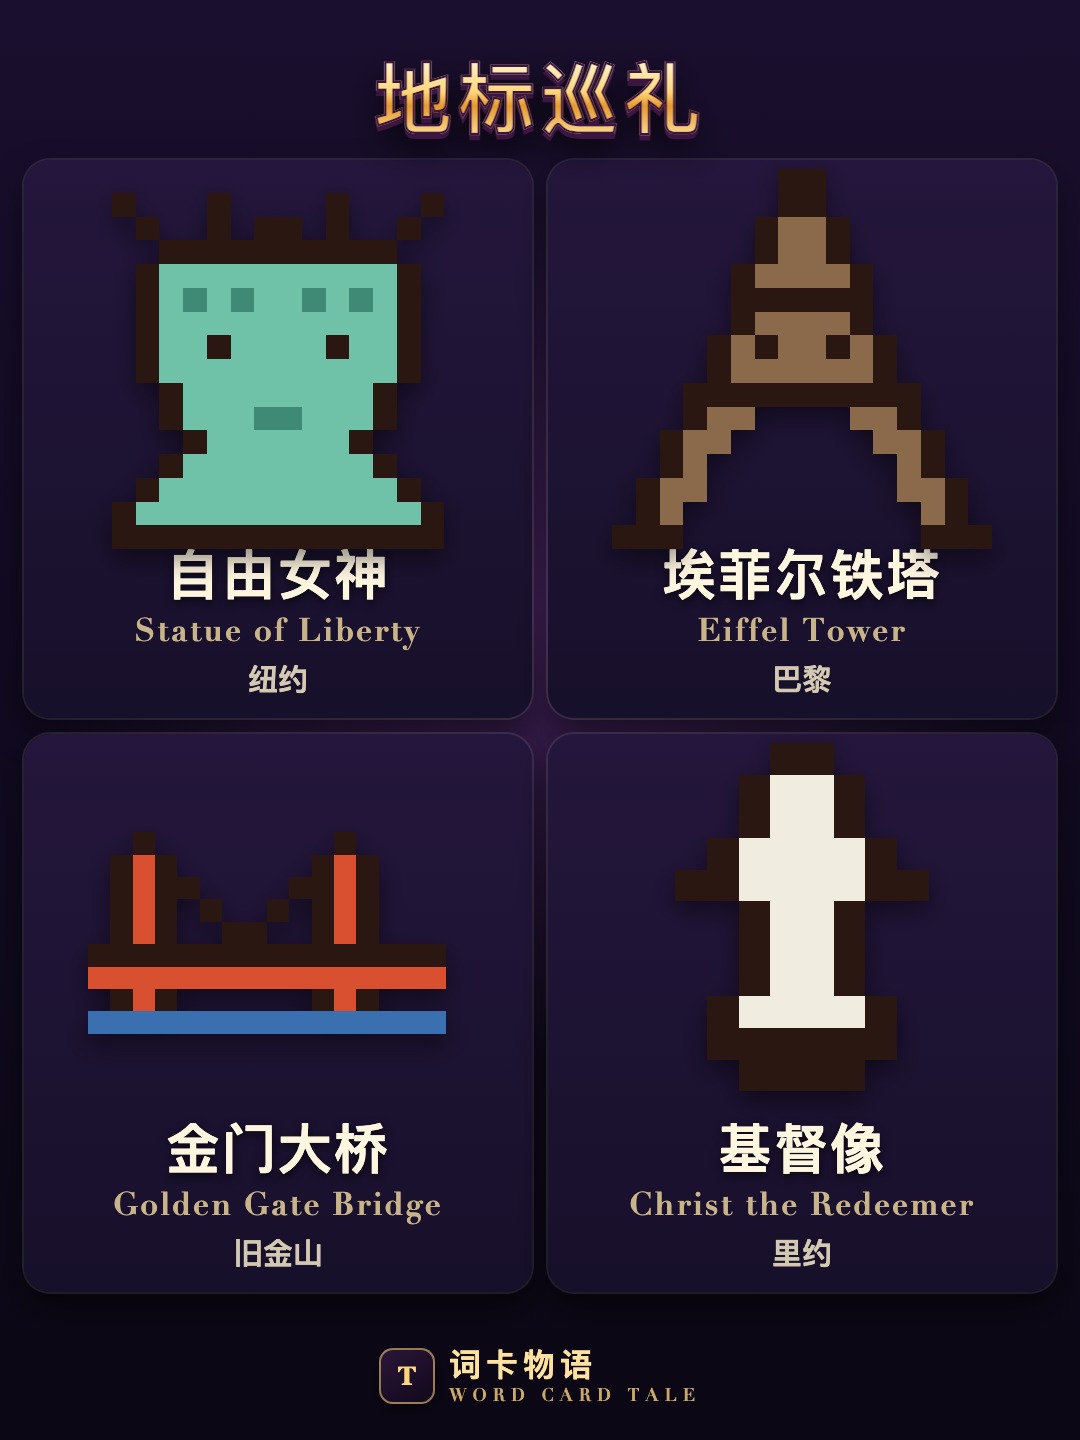 地标巡礼
自由女神
Statue of Liberty
纽约
埃菲尔铁塔
Eiffel Tower
巴黎
金门大桥
Golden Gate Bridge
旧金山
基督像
Christ the Redeemer
里约
T
词卡物语
WORD CARD TALE